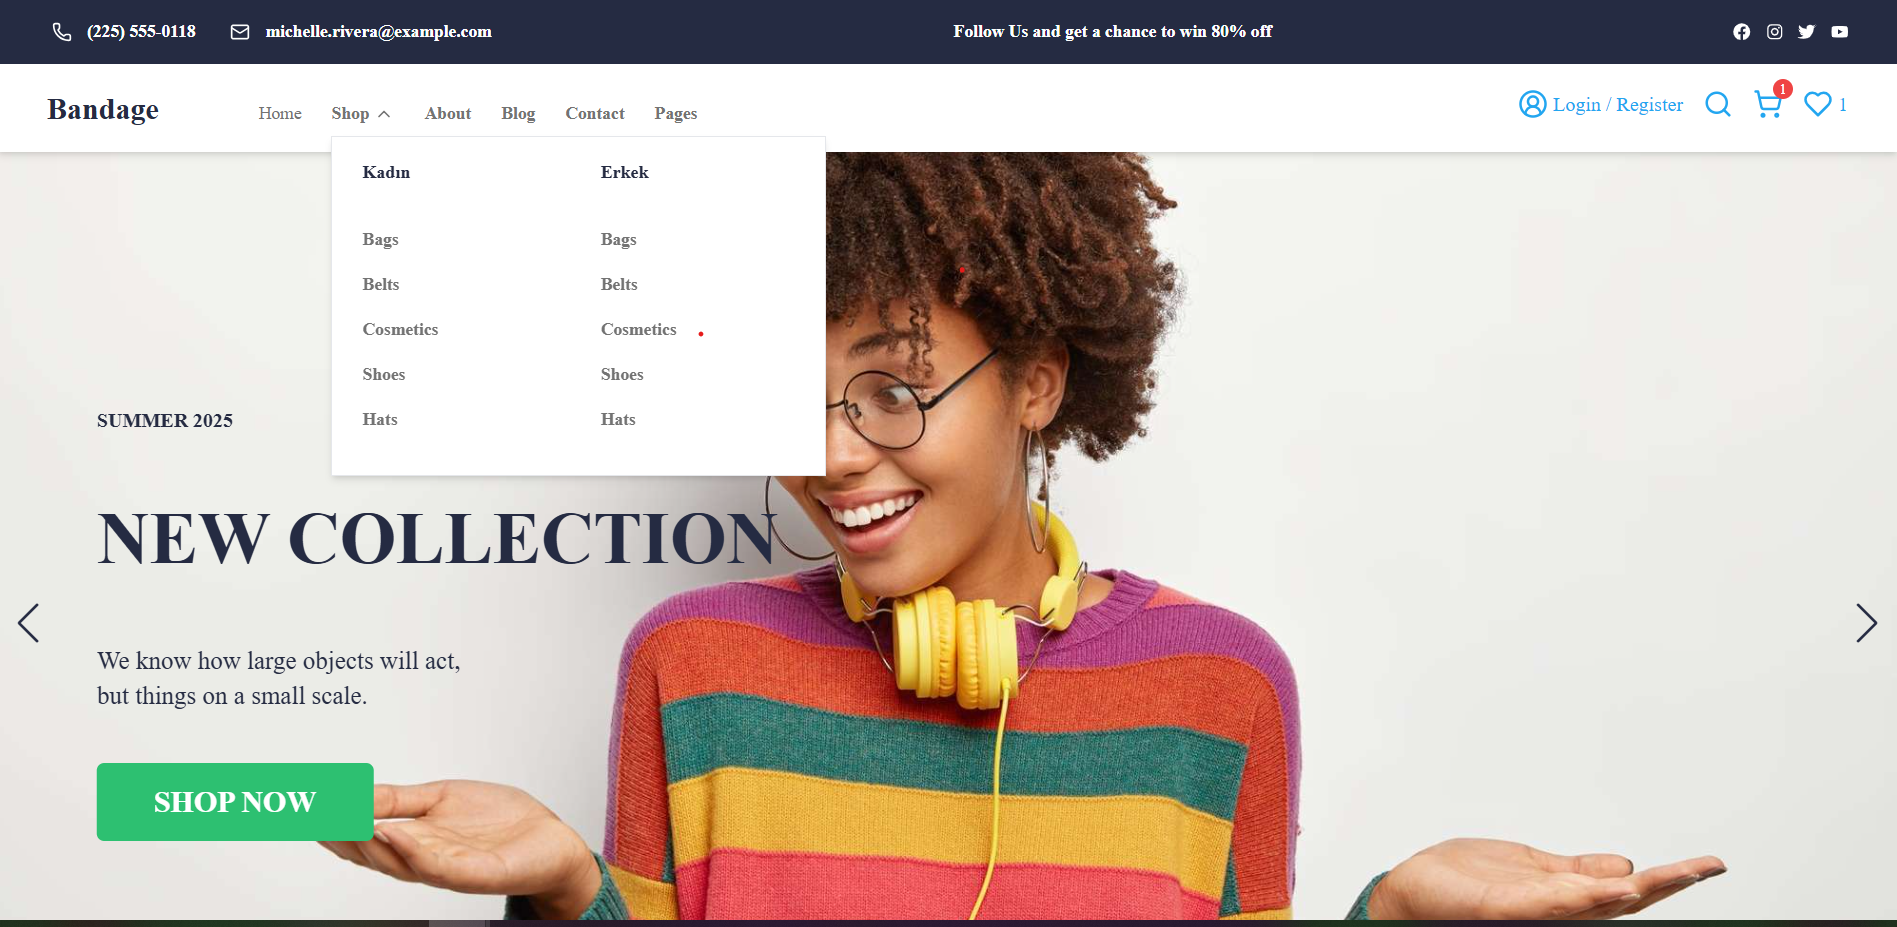 (225) 555-0118
michelle.rivera@example.com
Follow Us and get a chance to win 80% off
Bandage
Home
Shop
About
Blog
Contact
Pages
Login / Register
1
1
Kadın
Erkek
Bags
Bags
Belts
Belts
Cosmetics
Cosmetics
Shoes
Shoes
Hats
Hats
SUMMER 2025
NEW COLLECTION
We know how large objects will act,
but things on a small scale.
SHOP NOW